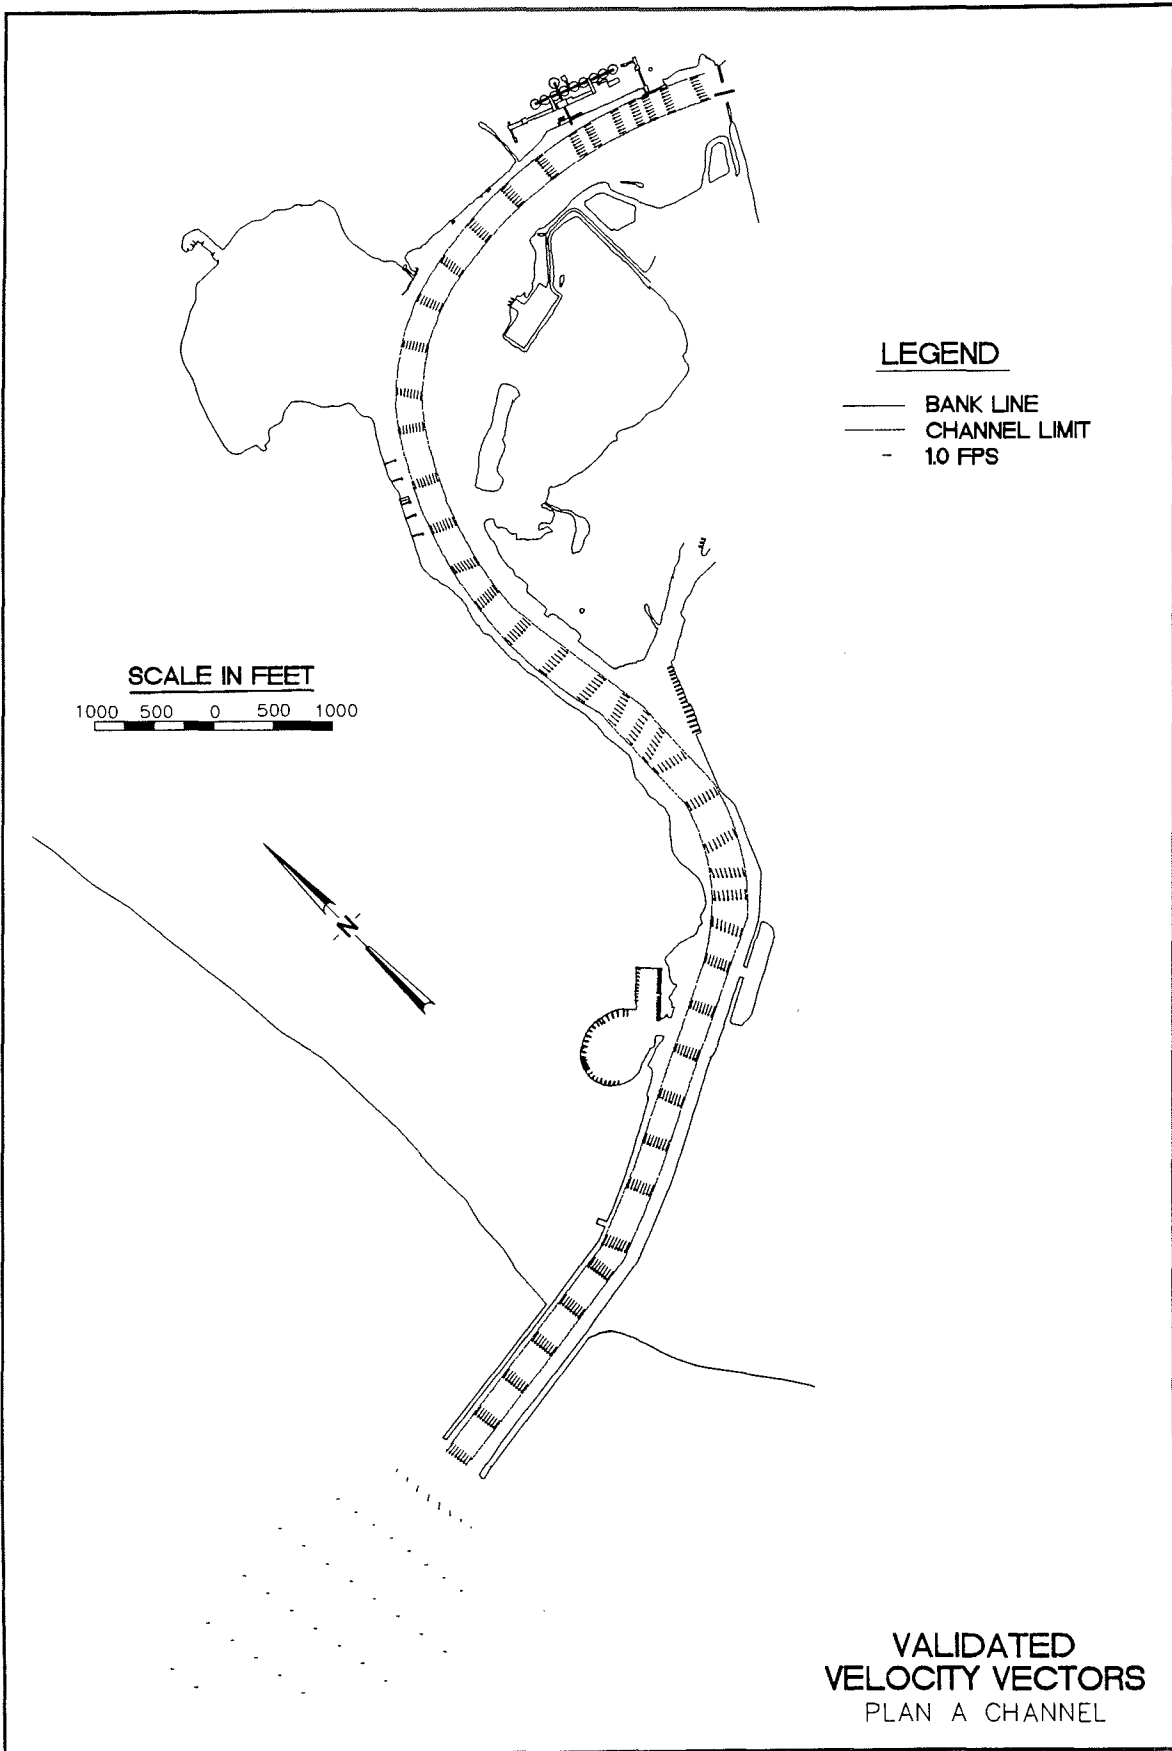 LEGEND
BANK LINE
CHANNEL LIMIT
1.0 FPS
SCALE IN FEET
1000 500 0 500 1000
N
VALIDATED
VELOCITY VECTORS
PLAN A CHANNEL